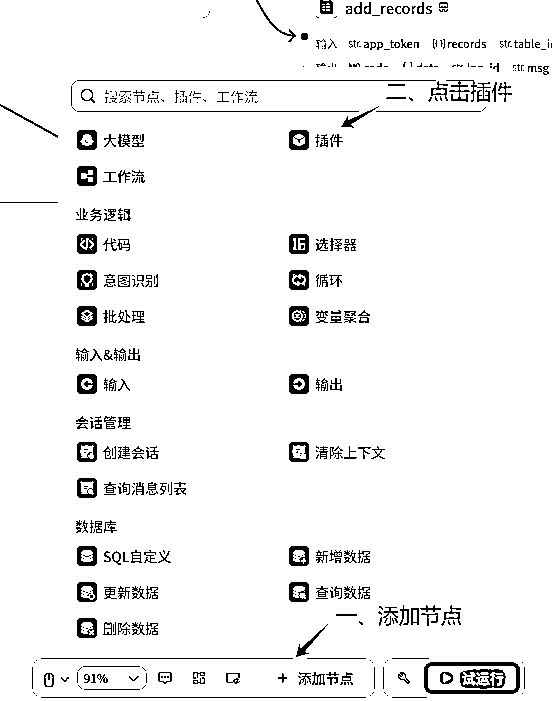 add_records
输入 str.app_token [{}]records str.table_i
str.msg
搜索节点、插件、工作流
二、点击插件
大模型 插件
工作流
业务逻辑
代码 选择器
意图识别 循环
批处理 变量聚合
输入&输出
输入 输出
会话管理
创建会话 清除上下文
查询消息列表
数据库
SQL自定义 新增数据
更新数据 查询数据
一、添加节点
删除数据
91% + 添加节点 试运行